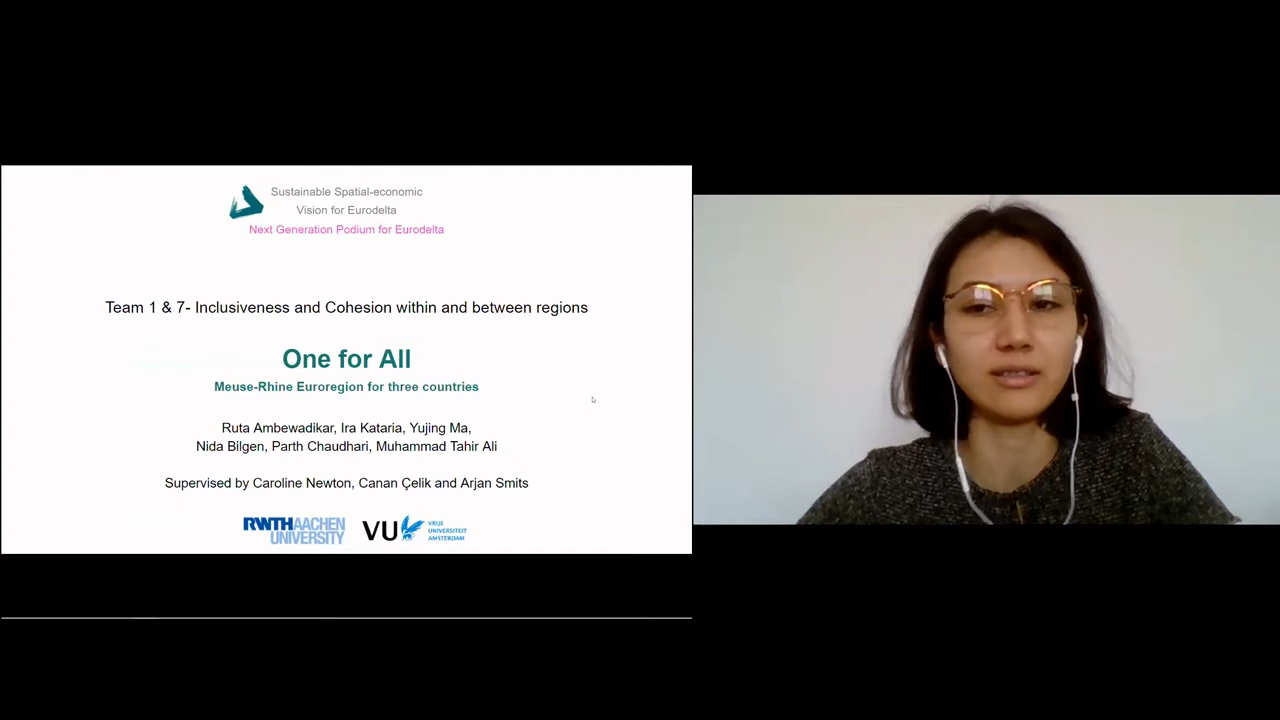 Sustainable Spatial-economic
Vision for Eurodelta
Next Generation Podium for Eurodelta
Team 1 & 7- Inclusiveness and Cohesion within and between regions
One for All
Meuse-Rhine Euroregion for three countries
Ruta Ambewadikar, Ira Kataria, Yujing Ma,
Nida Bilgen, Parth Chaudhari, Muhammad Tahir Ali
Supervised by Caroline Newton, Canan Çelik and Arjan Smits
RWTHAACHEN
UNIVERSITY
VU
VRIJE
UNIVERSITEIT
AMSTERDAM